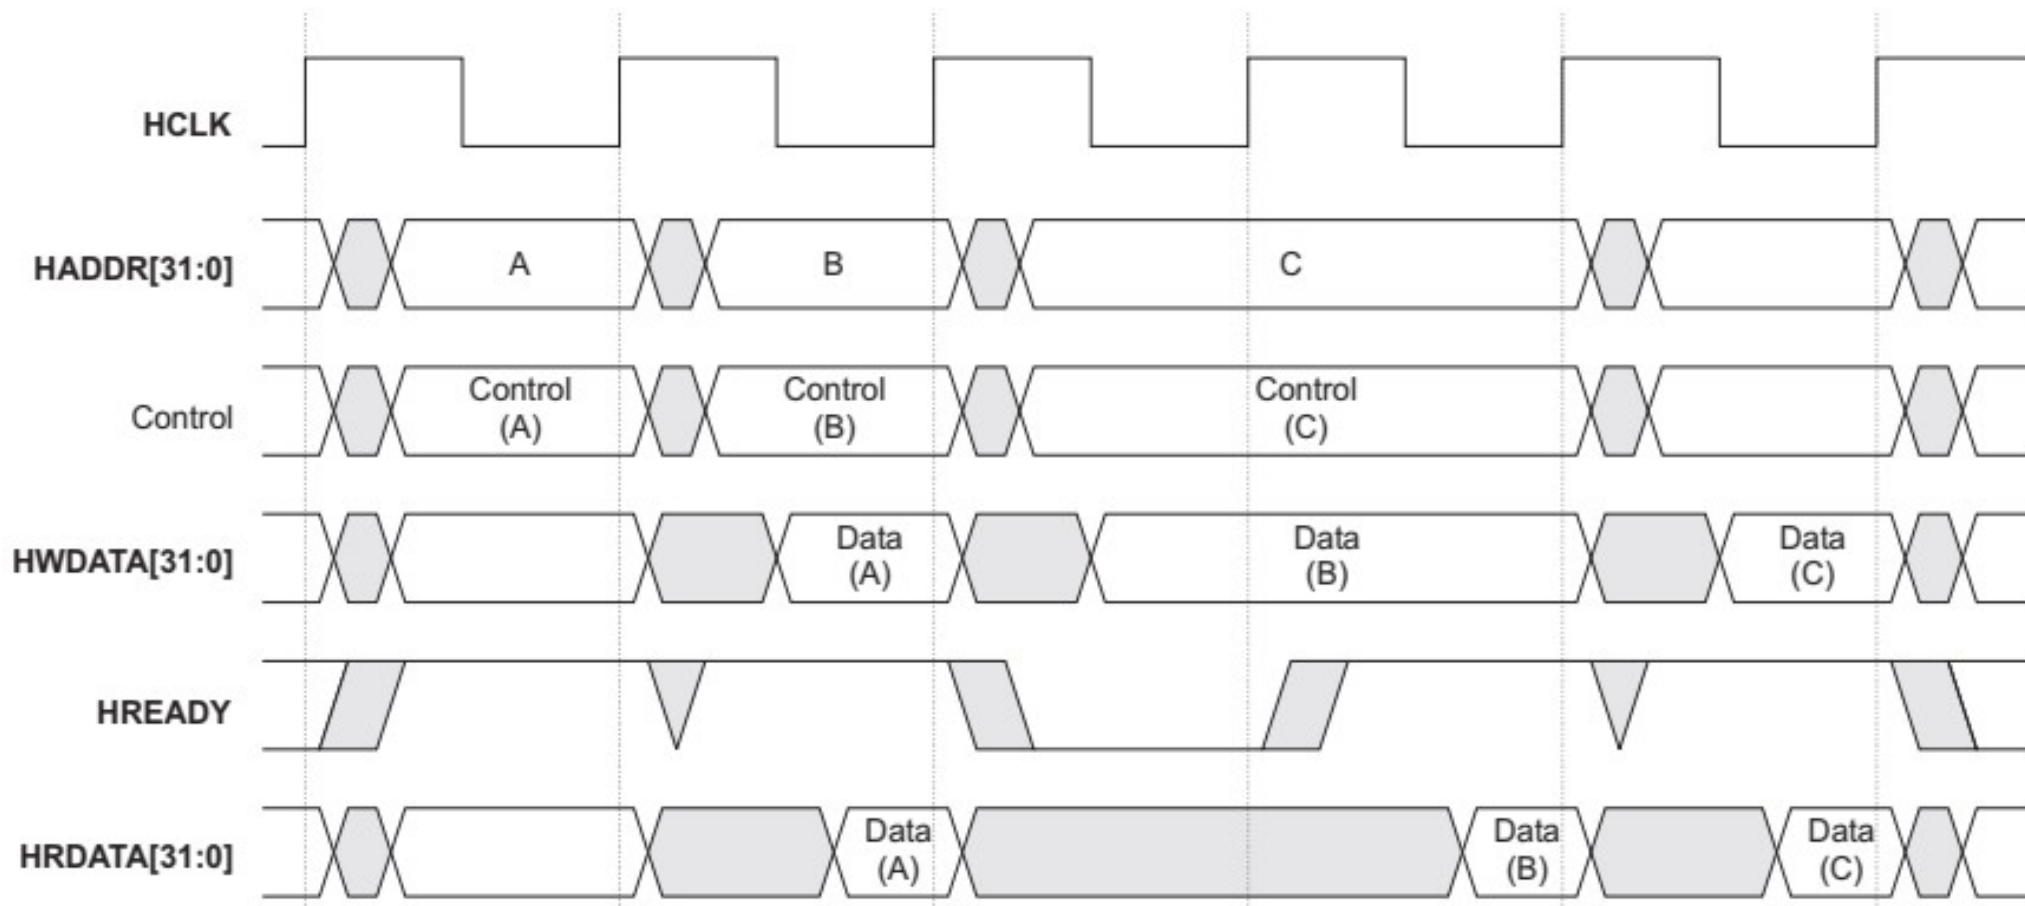 HCLK
HADDR[31:0]
A
B
C
Control
Control
(A)
Control
(B)
Control
(C)
HWDATA[31:0]
Data
(A)
Data
(B)
Data
(C)
HREADY
HRDATA[31:0]
Data
(A)
Data
(B)
Data
(C)